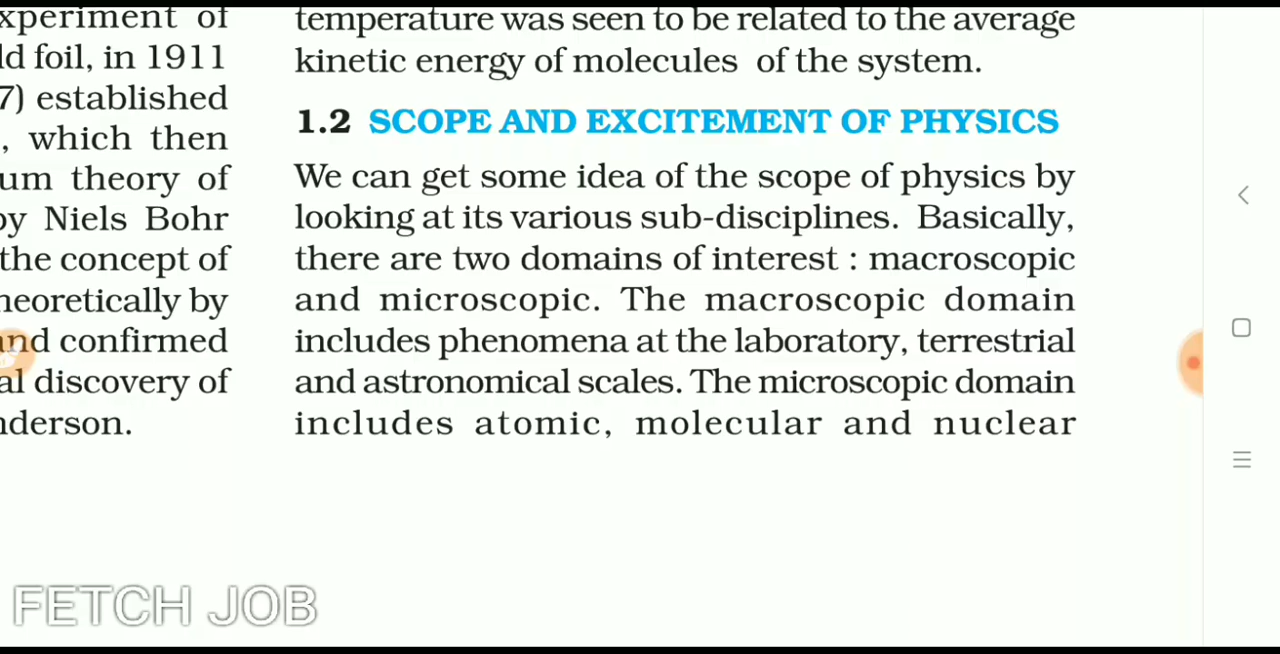 xperiment of
ld foil, in 1911
7) established
, which then
um theory of
by Niels Bohr
the concept of
heoretically by
and confirmed
al discovery of
nderson.
temperature was seen to be related to the average
kinetic energy of molecules of the system.
1.2 SCOPE AND EXCITEMENT OF PHYSICS
We can get some idea of the scope of physics by
looking at its various sub-disciplines. Basically,
there are two domains of interest : macroscopic
and microscopic. The macroscopic domain
includes phenomena at the laboratory, terrestrial
and astronomical scales. The microscopic domain
includes atomic, molecular and nuclear
FETCH JOB